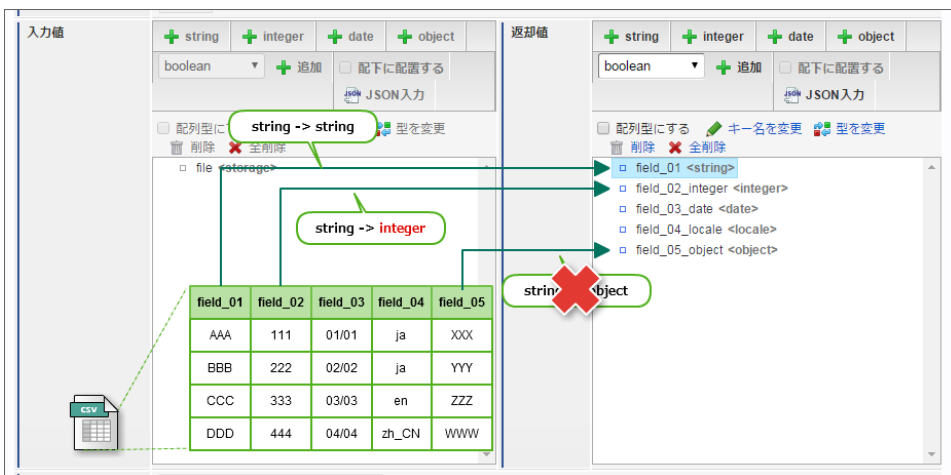 入力値
string integer date object
boolean 追加 配下に配置する
JSON JSON入力
配列型に 型を変更
削除 全削除
string -> string
file <storage>
string -> integer
field_01 field_02 field_03 field_04 field_05
AAA 111 01/01 ja XXX
BBB 222 02/02 ja YYY
CCC 333 03/03 en ZZZ
DDD 444 04/04 zh_CN WWW
CSV
返却値
string integer date object
boolean 追加 配下に配置する
JSON JSON入力
配列型にする キー名を変更 型を変更
削除 全削除
field_01 <string>
field_02_integer <integer>
field_03_date <date>
field_04_locale <locale>
field_05_object <object>
string bject